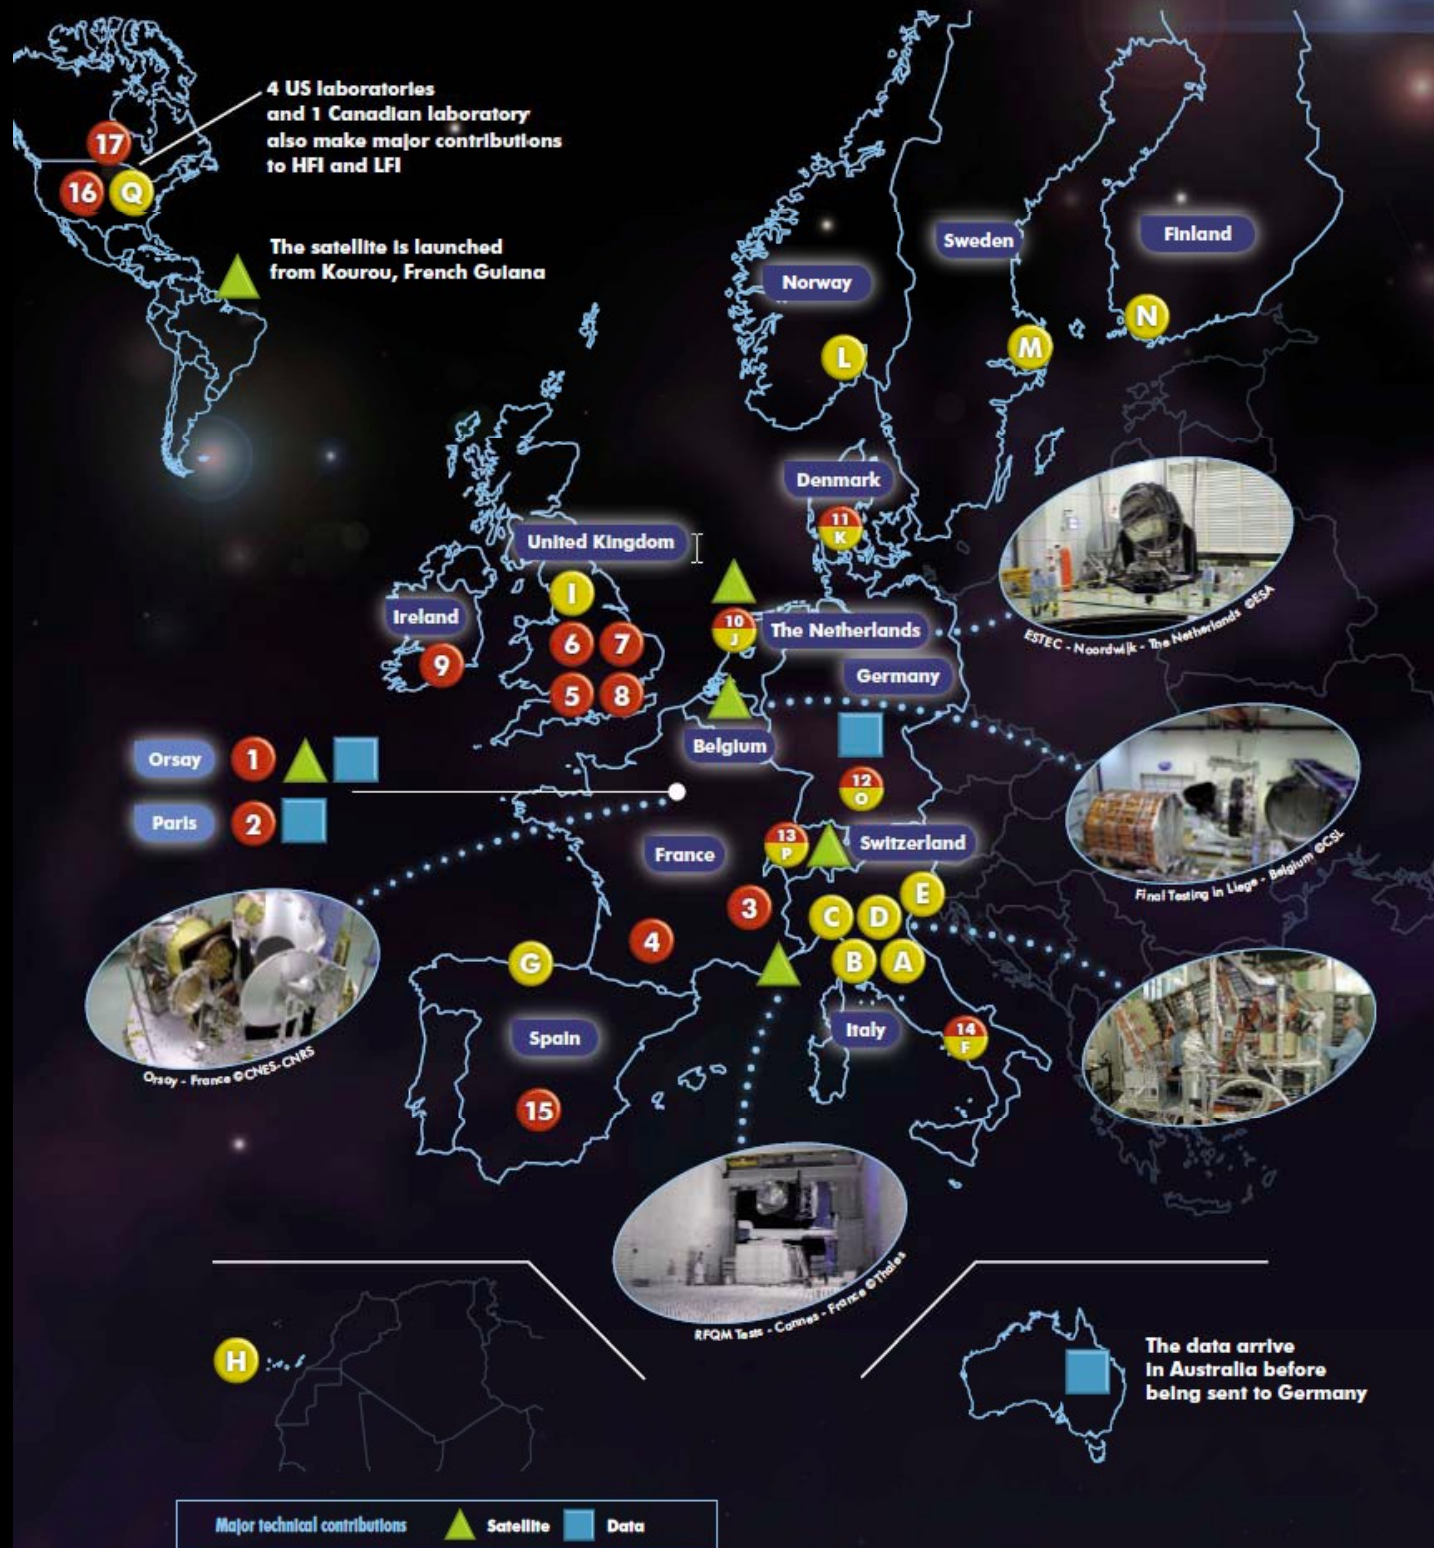 4 US laboratories
and 1 Canadian laboratory
also make major contributions
to HFI and LFI
17
16
Q
The satellite is launched
from Kourou, French Guiana
Sweden
Finland
Norway
N
M
L
Denmark
11
K
United Kingdom
I
Ireland
10
J
The Netherlands
ESTEC - Noordwijk - The Netherlands ©ESA
6
7
9
5
8
Germany
Belgium
Orsay
1
Paris
2
12
O
13
P
Switzerland
France
Final Testing in Liege - Belgium ©CSL
E
3
C
D
4
B
A
G
Spain
Italy
14
F
Orsay - France ©CNES-CNRS
15
RFQM Tests - Cannes - France ©Thales
H
The data arrive
in Australia before
being sent to Germany
Major technical contributions
Satellite
Data